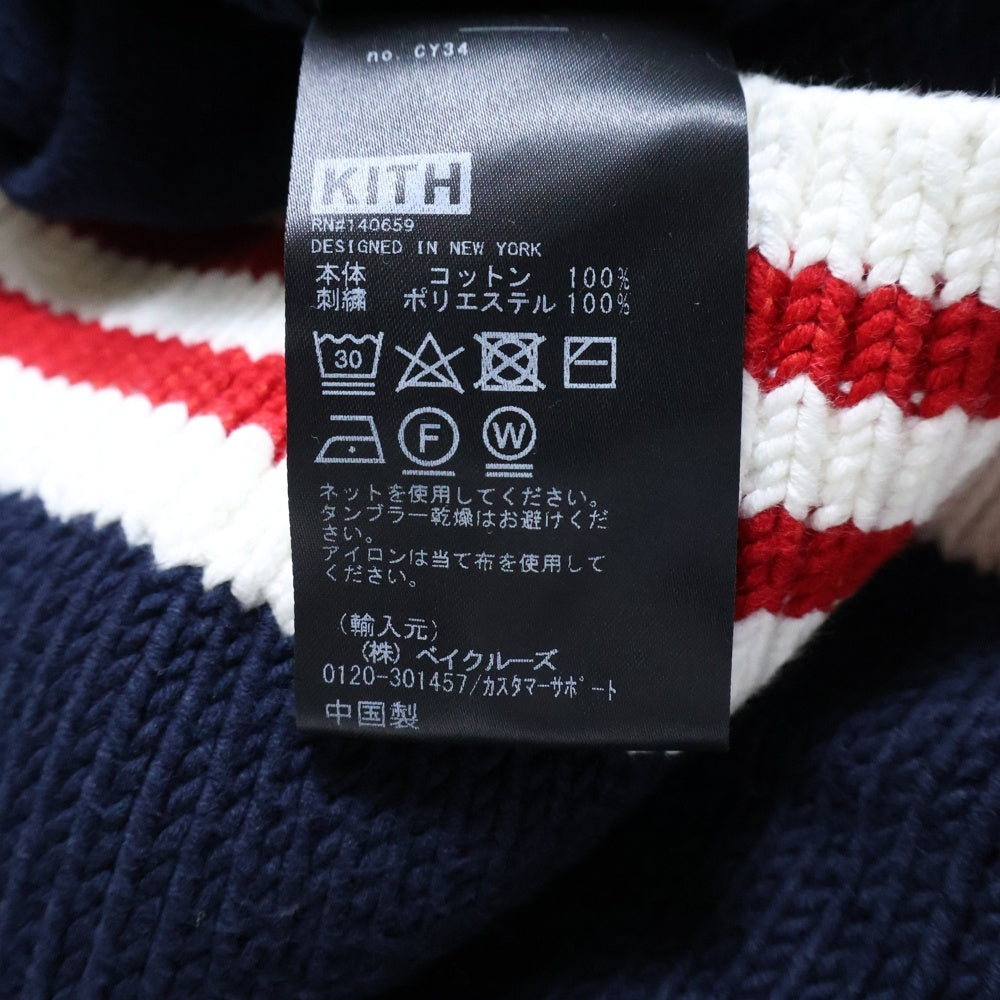 no. CY34
KITH
RN#140659
DESIGNED IN NEW YORK
本体 コットン 100%
刺繍 ポリエステル 100%
30
F W
ネットを使用してください。
タンブラー乾燥はお避けくだ
さい。
アイロンは当て布を使用して
ください。
(輸入元)
(株) ベイクルーズ
0120-301457/カスタマーサポート
中国製